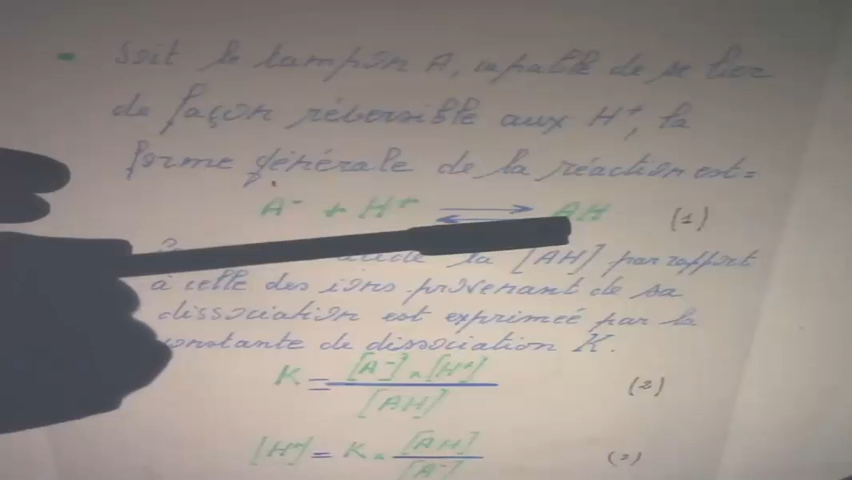 Soit le tampon A, capable de se lier
de façon réversible aux H+, la
forme générale de la réaction est=
A- + H+ ⇌ AH (1)
la [AH] par rapport
à celle des ions provenant de sa
dissociation est expriméé par la
constante de dissociation K.
K = [A-] x [H+] / [AH] (2)
[H+] = K x [AH] / [A-]